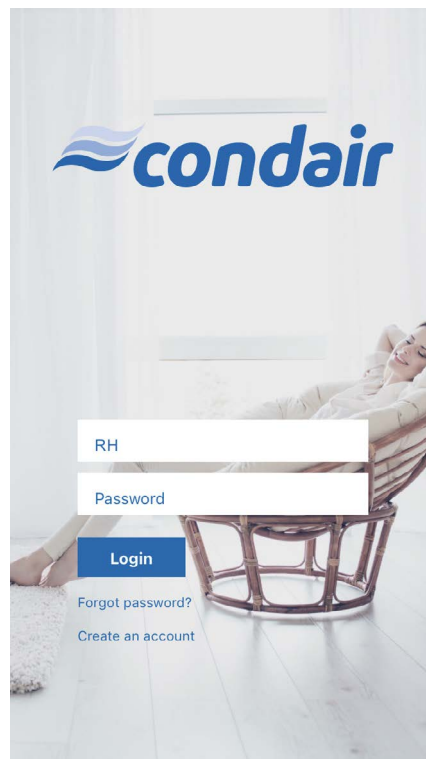 condair
RH
Password
Login
Forgot password?
Create an account